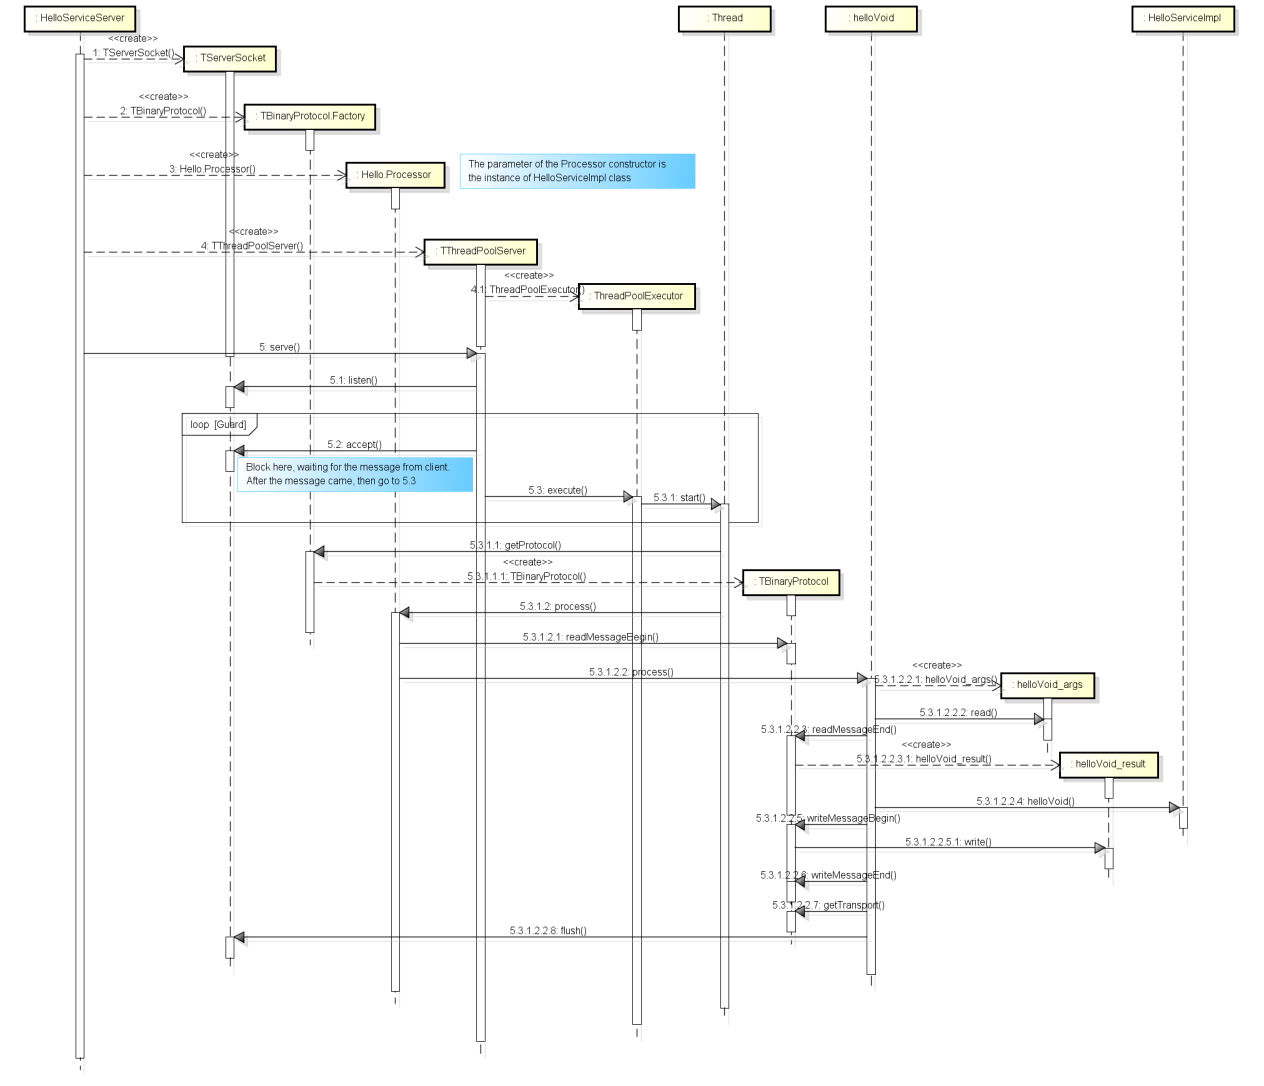 : HelloServiceServer
: Thread
: helloVoid
: HelloServiceImpl
<<create>>
1: TServerSocket()
: TServerSocket
<<create>>
2: TBinaryProtocol()
: TBinaryProtocol.Factory
<<create>>
3: Hello.Processor()
: Hello.Processor
The parameter of the Processor constructor is
the instance of HelloServiceImpl class
<<create>>
4: TThreadPoolServer()
: TThreadPoolServer
<<create>>
4.1: ThreadPoolExecutor()
: ThreadPoolExecutor
5: serve()
5.1: listen()
loop [Guard]
5.2: accept()
Block here, waiting for the message from client.
After the message came, then go to 5.3
5.3: execute()
5.3.1: start()
5.3.1.1: getProtocol()
<<create>>
5.3.1.1.1: TBinaryProtocol()
: TBinaryProtocol
5.3.1.2: process()
5.3.1.2.1: readMessageBegin()
5.3.1.2.2: process()
<<create>>
5.3.1.2.2.1: helloVoid_args()
: helloVoid_args
5.3.1.2.2.2: read()
5.3.1.2.2.3: readMessageEnd()
<<create>>
5.3.1.2.2.3.1: helloVoid_result()
: helloVoid_result
5.3.1.2.2.4: helloVoid()
5.3.1.2.2.5: writeMessageBegin()
5.3.1.2.2.5.1: write()
5.3.1.2.2.6: writeMessageEnd()
5.3.1.2.2.7: getTransport()
5.3.1.2.2.8: flush()